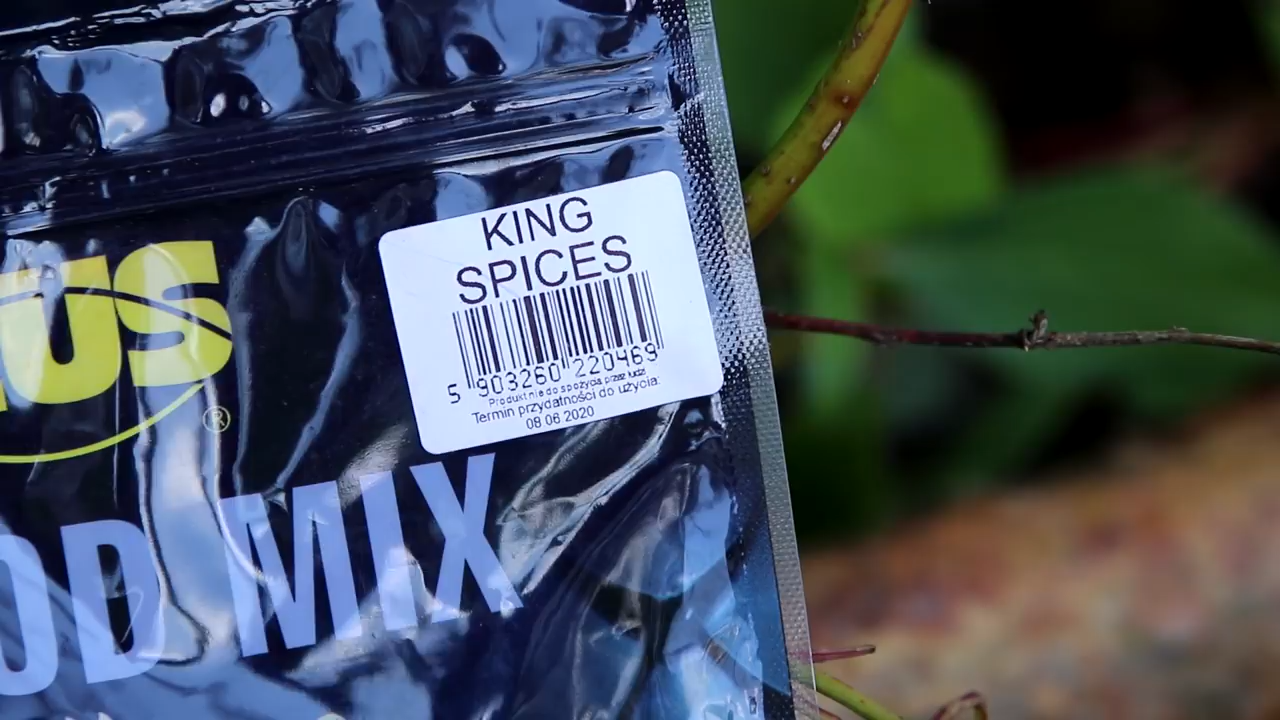 KING
SPICES
5 903260 220469
Produkt nie do spożycia przez ludzi
Termin przydatności do użycia:
08.06.2020
US
®
OD MIX